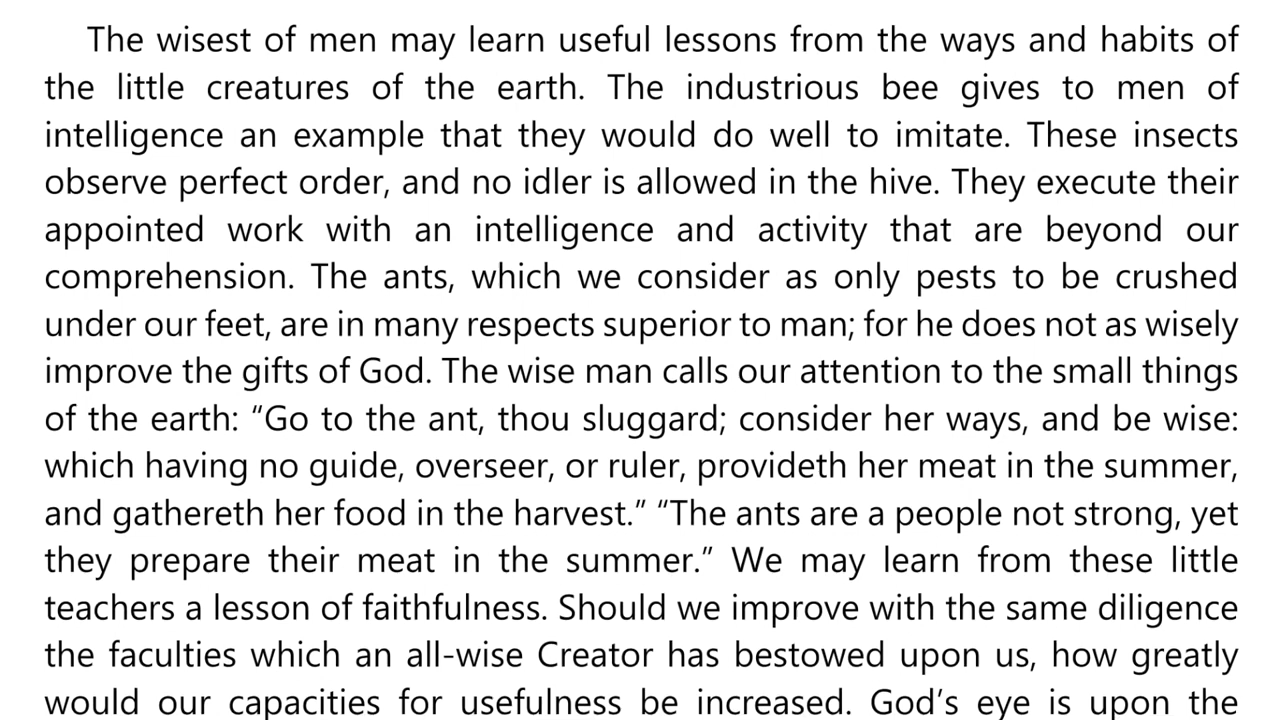 The wisest of men may learn useful lessons from the ways and habits of
the little creatures of the earth. The industrious bee gives to men of
intelligence an example that they would do well to imitate. These insects
observe perfect order, and no idler is allowed in the hive. They execute their
appointed work with an intelligence and activity that are beyond our
comprehension. The ants, which we consider as only pests to be crushed
under our feet, are in many respects superior to man; for he does not as wisely
improve the gifts of God. The wise man calls our attention to the small things
of the earth: “Go to the ant, thou sluggard; consider her ways, and be wise:
which having no guide, overseer, or ruler, provideth her meat in the summer,
and gathereth her food in the harvest.” “The ants are a people not strong, yet
they prepare their meat in the summer.” We may learn from these little
teachers a lesson of faithfulness. Should we improve with the same diligence
the faculties which an all-wise Creator has bestowed upon us, how greatly
would our capacities for usefulness be increased. God’s eye is upon the